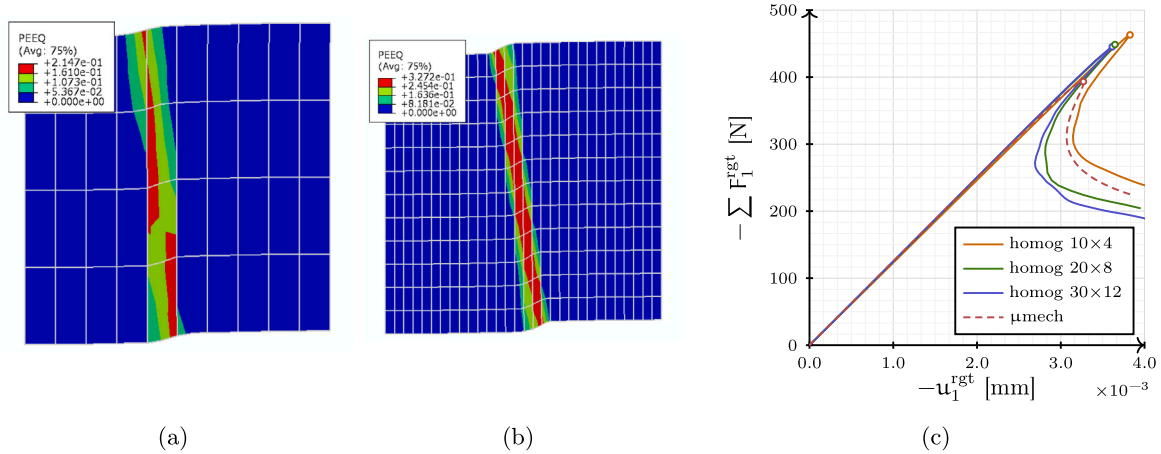 PEEQ
(Avg: 75%)
+2.147e-01
+1.610e-01
+1.073e-01
+5.367e-02
+0.000e+00
PEEQ
(Avg: 75%)
+3.272e-01
+2.454e-01
+1.636e-01
+8.181e-02
+0.000e+00
500
400
300
200
100
0
− ∑ F₁ʳᵍᵗ [N]
homog 10×4
homog 20×8
homog 30×12
μmech
0.0 1.0 2.0 3.0 4.0
−u₁ʳᵍᵗ [mm]
×10⁻³
(a) (b) (c)